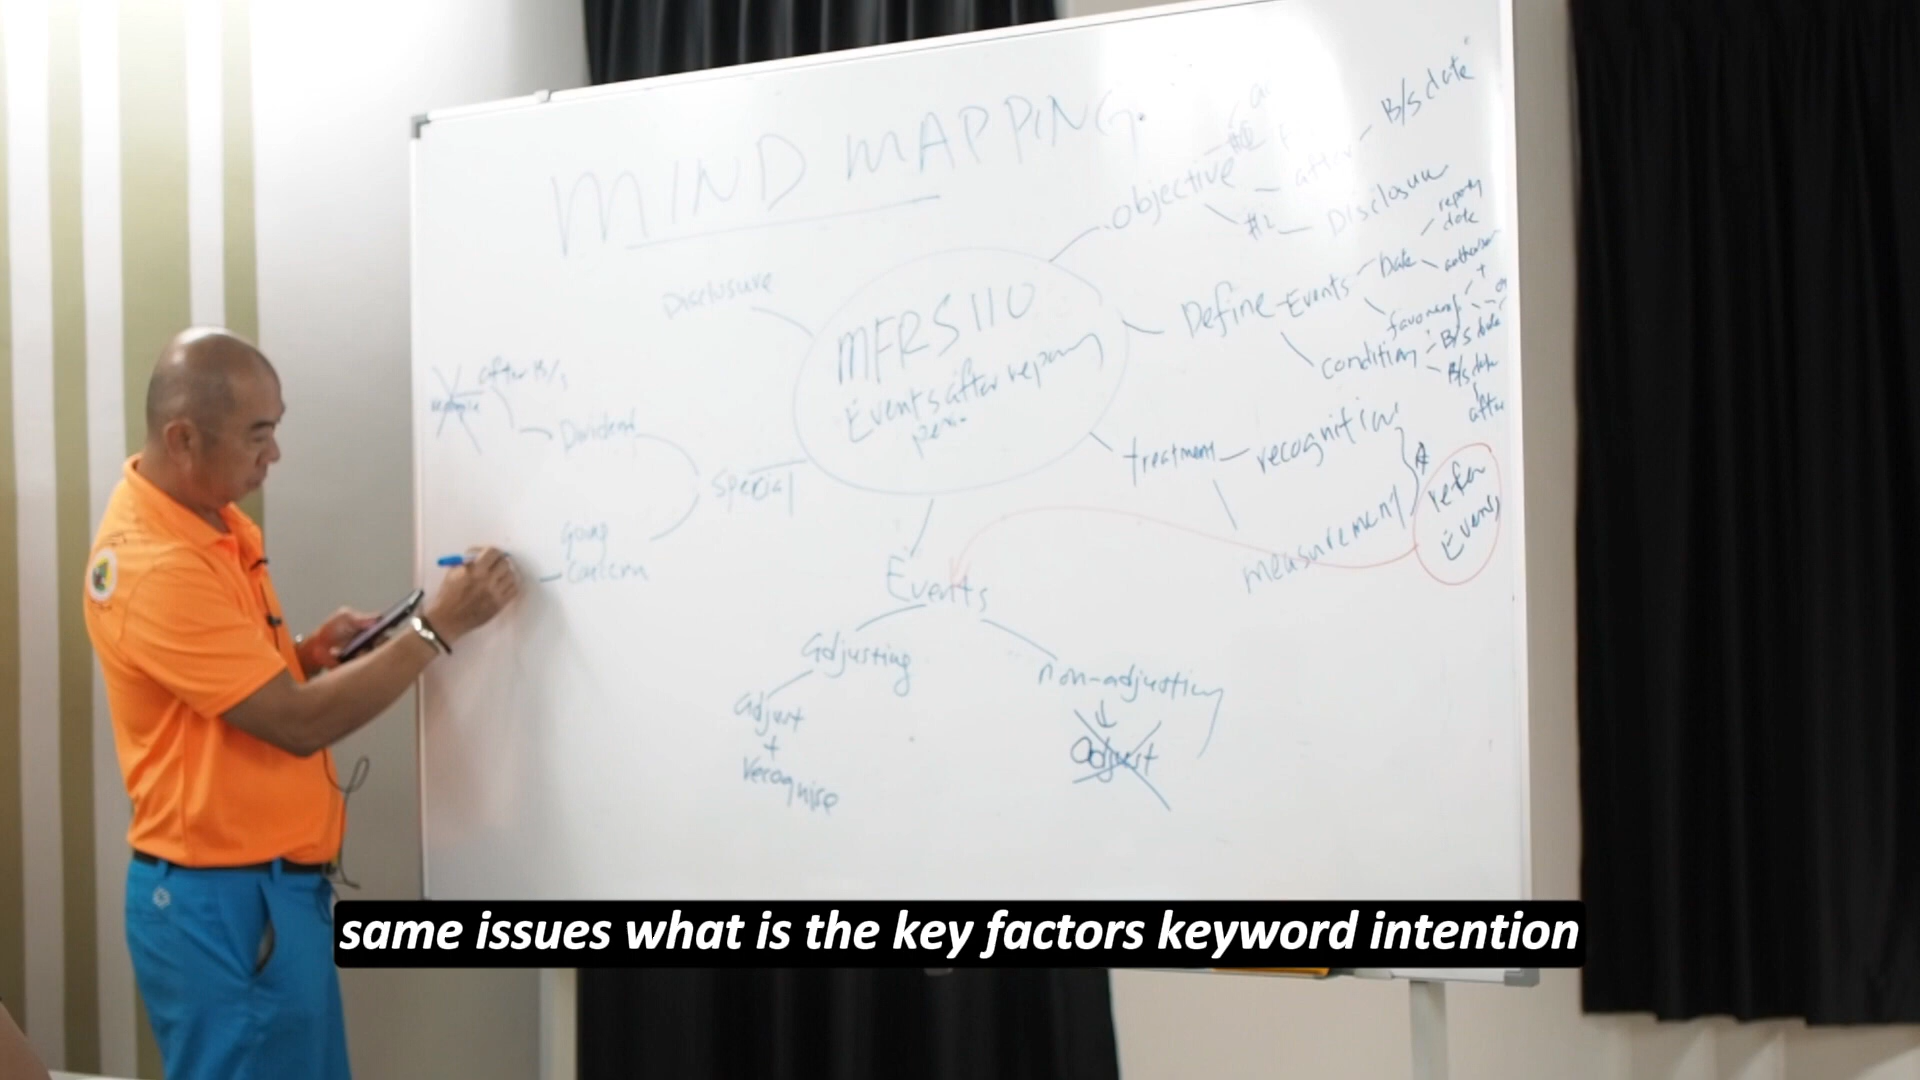 MIND MAPPING.
objective
after
B/s date
#2
Disclosure
Define
Events
Date
reporting
date
condition
B/S date
B/s date
after
treatment
recognition
measurement
refer
Events
MFRS 110
Events after reporting
Disclosure
special
Dividend
after B/s
Going
concern
Events
adjusting
adjust
+
recognise
non-adjusting
adjust
same issues what is the key factors keyword intention